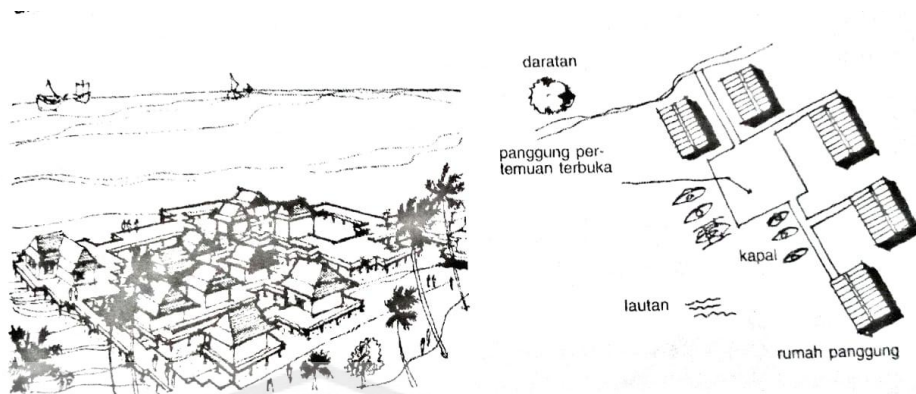 daratan
panggung per-
temuan terbuka
kapal
lautan
rumah panggung